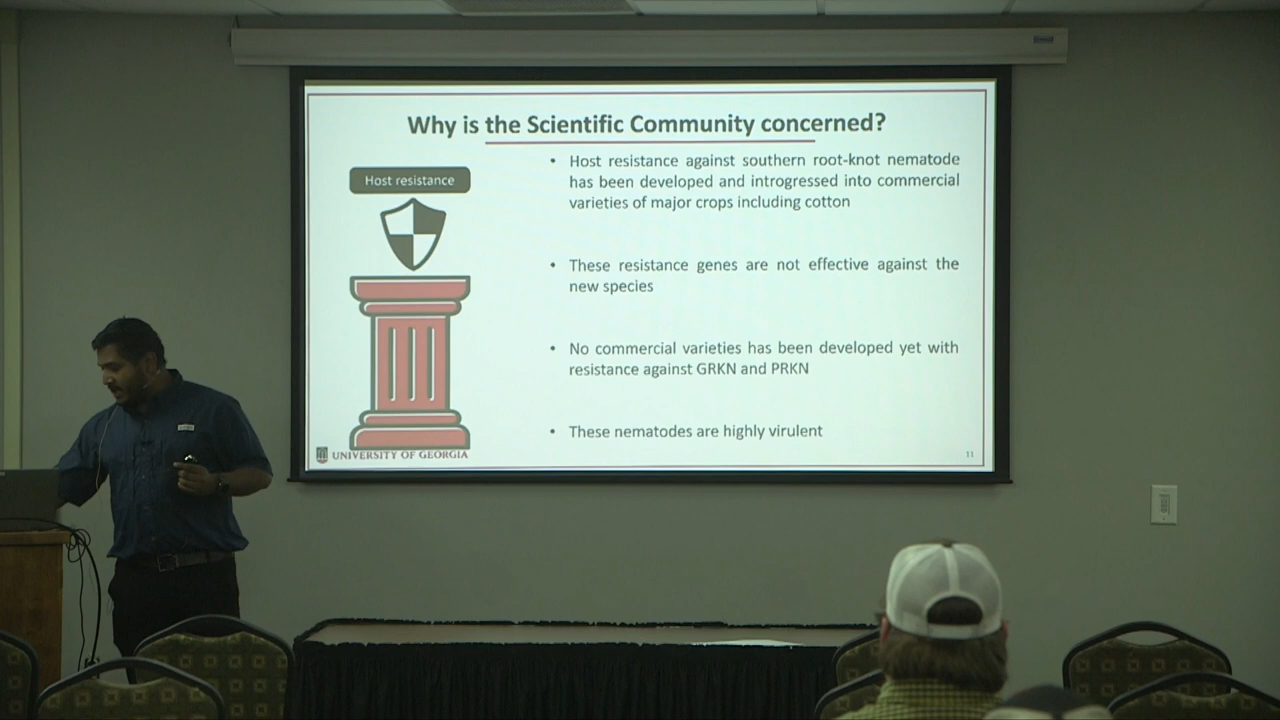 Why is the Scientific Community concerned?
Host resistance
• Host resistance against southern root-knot nematode
has been developed and introgressed into commercial
varieties of major crops including cotton
• These resistance genes are not effective against the
new species
• No commercial varieties has been developed yet with
resistance against GRKN and PRKN
• These nematodes are highly virulent
UNIVERSITY OF GEORGIA
11